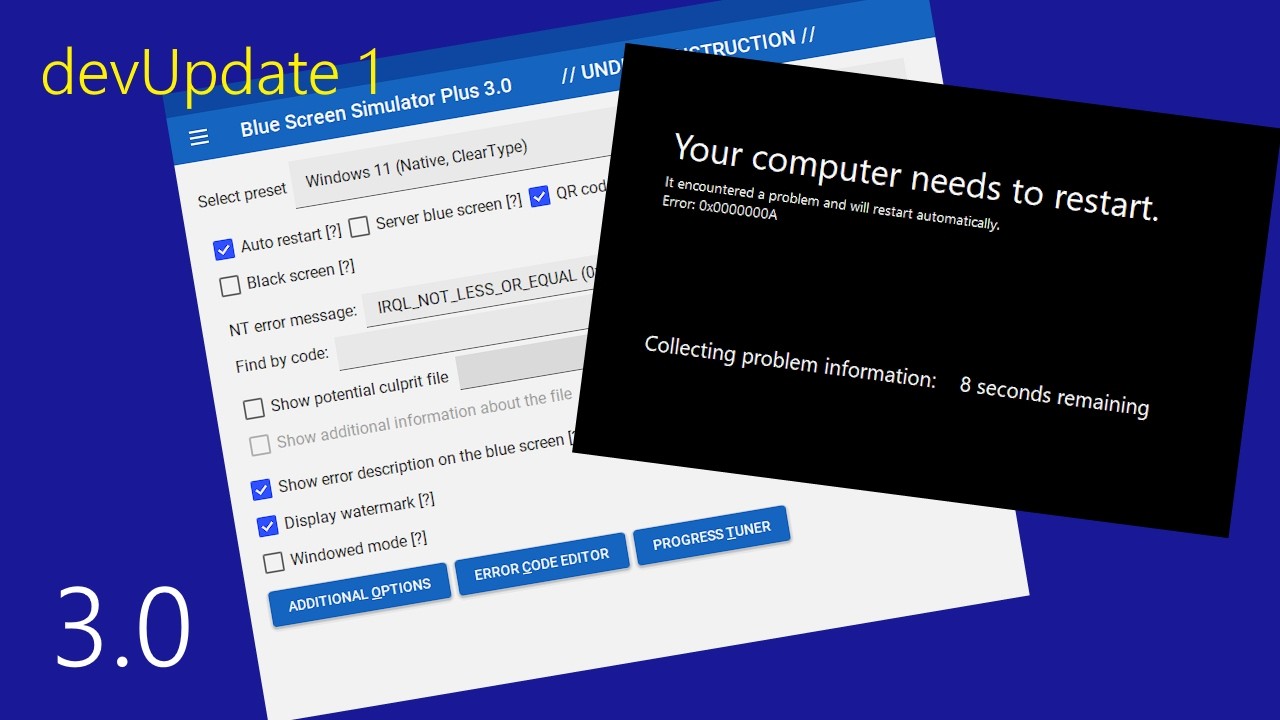 devUpdate 1
Blue Screen Simulator Plus 3.0 // UND
STRUCTION //
Select preset Windows 11 (Native, ClearType)
Auto restart [?] Server blue screen [?] QR cod
Black screen [?]
NT error message: IRQL_NOT_LESS_OR_EQUAL (0
Find by code:
Show potential culprit file
Show additional information about the file
Show error description on the blue screen [?
Display watermark [?]
Windowed mode [?]
ADDITIONAL OPTIONS ERROR CODE EDITOR PROGRESS TUNER
Your computer needs to restart.
It encountered a problem and will restart automatically.
Error: 0x0000000A
Collecting problem information: 8 seconds remaining
3.0